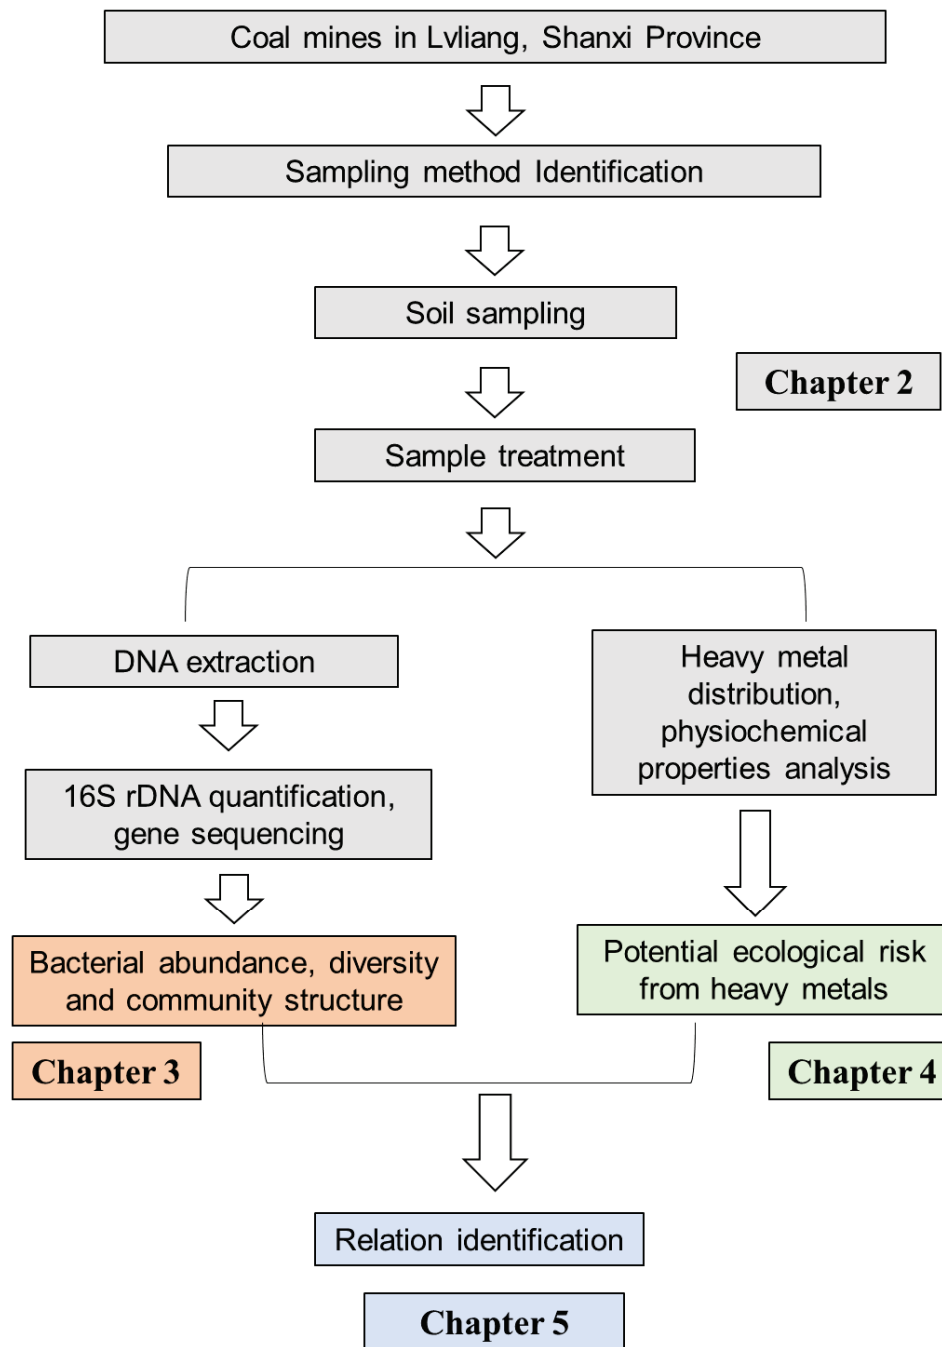 Coal mines in Lvliang, Shanxi Province
Sampling method Identification
Soil sampling
Chapter 2
Sample treatment
DNA extraction
16S rDNA quantification,
gene sequencing
Bacterial abundance, diversity
and community structure
Chapter 3
Heavy metal
distribution,
physiochemical
properties analysis
Potential ecological risk
from heavy metals
Chapter 4
Relation identification
Chapter 5